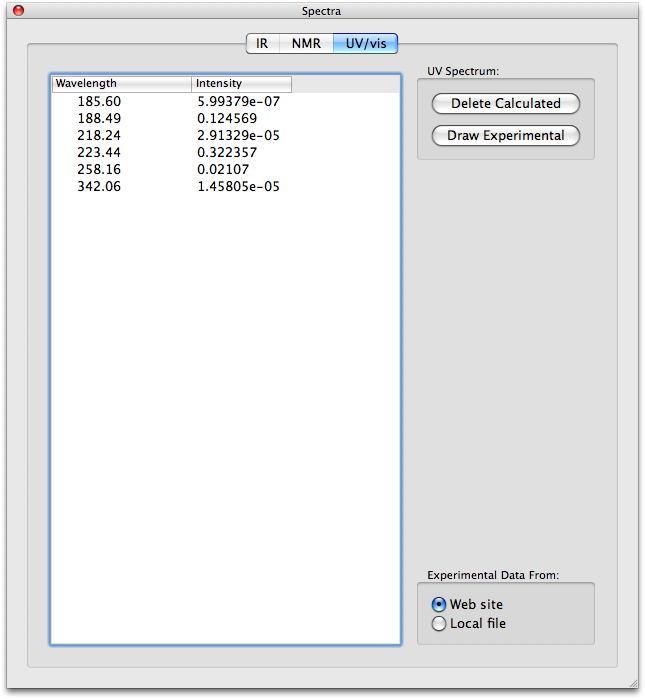 Spectra
IR NMR UV/vis
Wavelength Intensity
185.60 5.99379e-07
188.49 0.124569
218.24 2.91329e-05
223.44 0.322357
258.16 0.02107
342.06 1.45805e-05
UV Spectrum:
Delete Calculated
Draw Experimental
Experimental Data From:
Web site
Local file